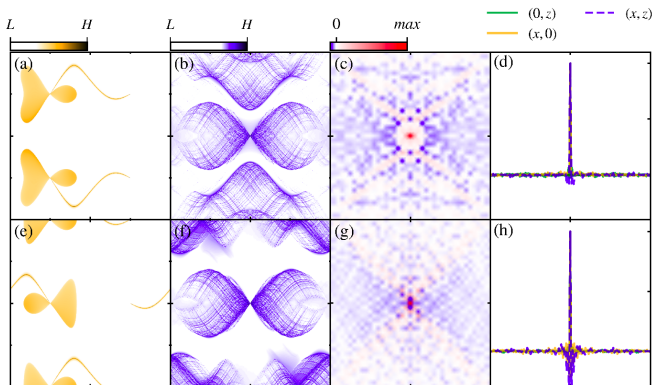 (0, z) (x, z)
(x, 0)
L H L H 0 max
(a) (b) (c) (d)
(e) (f) (g) (h)